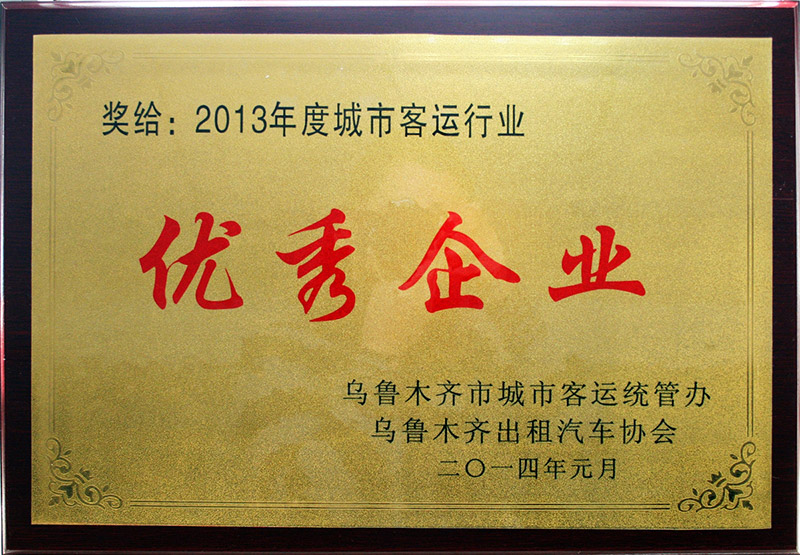 奖给：2013年度城市客运行业
优秀企业
乌鲁木齐市城市客运统管办
乌鲁木齐出租汽车协会
二〇一四年元月